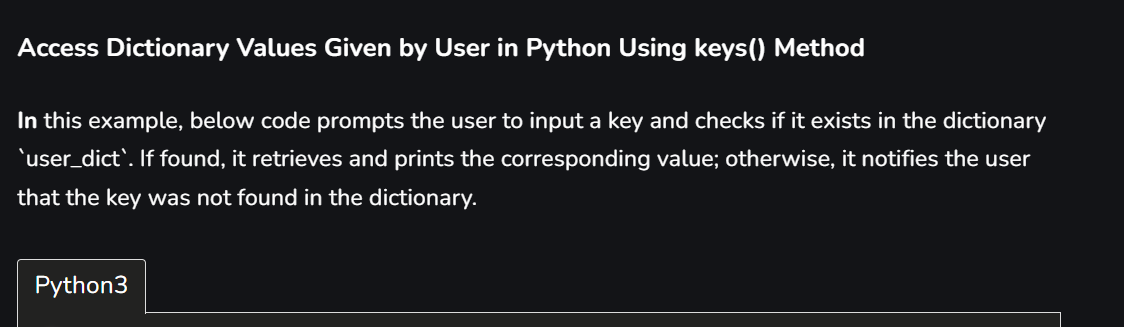 Access Dictionary Values Given by User in Python Using keys() Method
In this example, below code prompts the user to input a key and checks if it exists in the dictionary
`user_dict`. If found, it retrieves and prints the corresponding value; otherwise, it notifies the user
that the key was not found in the dictionary.
Python3